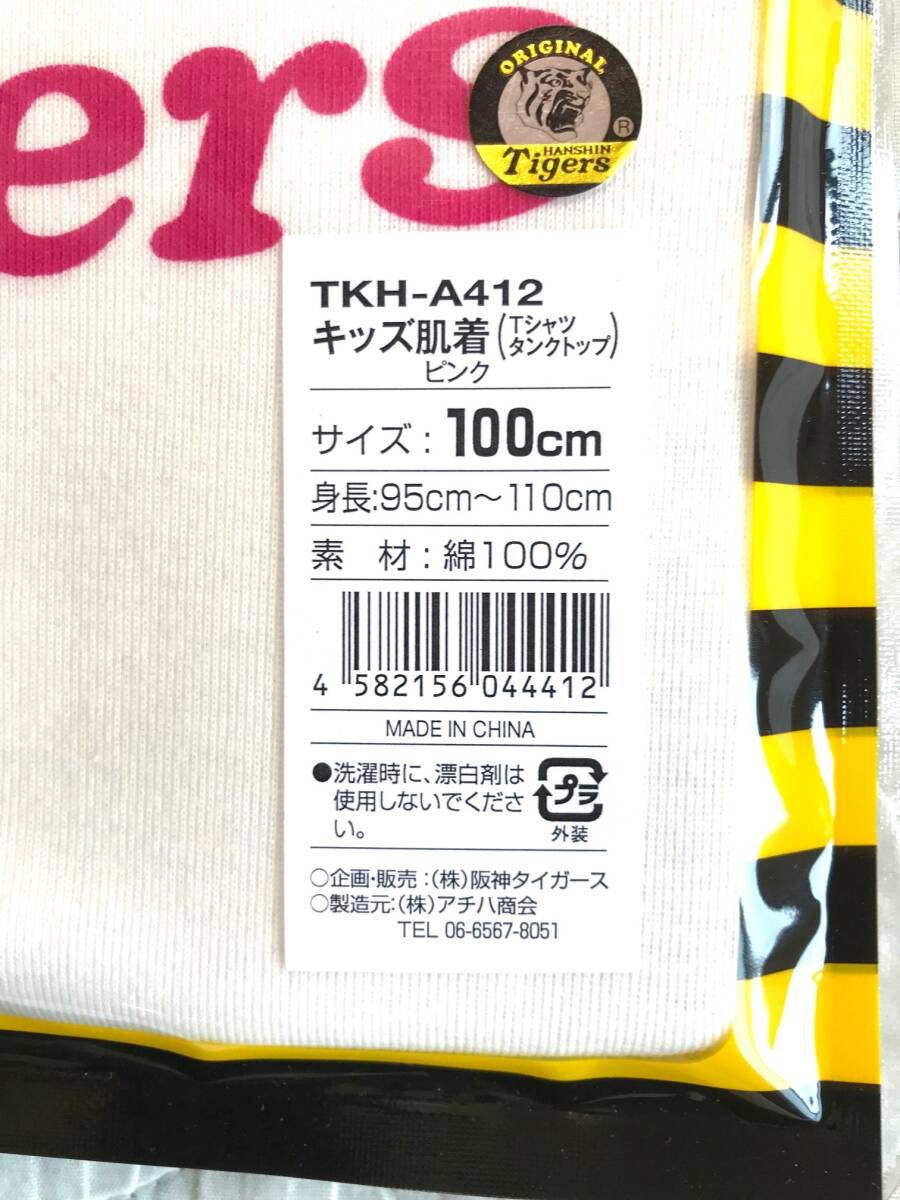 ers
ORIGINAL
®
HANSHIN
Tigers
TKH-A412
キッズ肌着(Tシャツ タンクトップ)
ピンク
サイズ:100cm
身長:95cm〜110cm
素 材:綿100%
4 582156 044412
MADE IN CHINA
●洗濯時に、漂白剤は
使用しないでくださ
い。
プラ
外装
○企画・販売:(株)阪神タイガース
○製造元:(株)アチハ商会
TEL 06-6567-8051